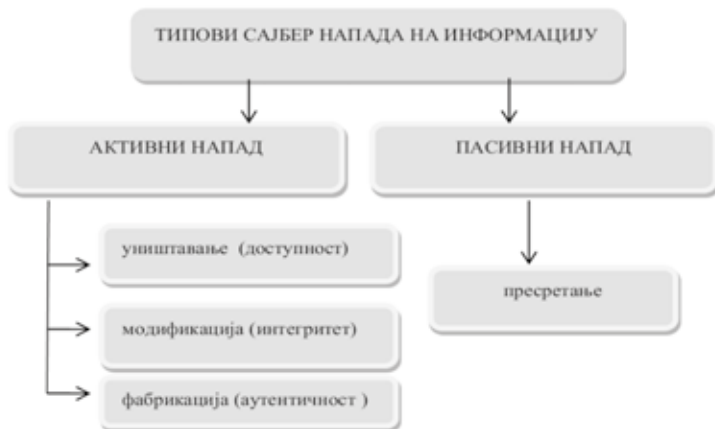 ТИПОВИ САЈБЕР НАПАДА НА ИНФОРМАЦИЈУ
АКТИВНИ НАПАД
ПАСИВНИ НАПАД
уништавање (доступност)
пресретање
модификација (интегритет)
фабрикација (аутентичност )